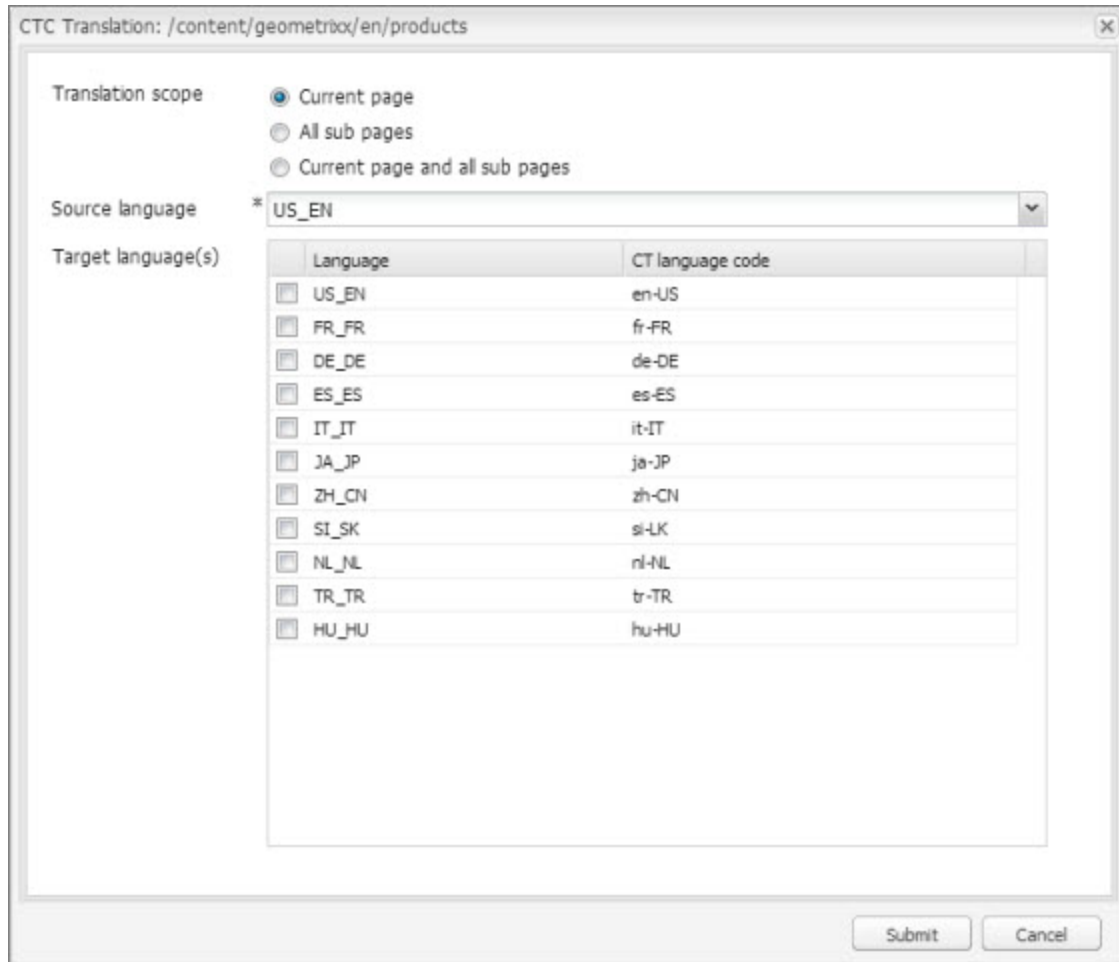 CTC Translation: /content/geometrixx/en/products
Translation scope
Current page
All sub pages
Current page and all sub pages
Source language * US_EN
Target language(s)
Language CT language code
US_EN en-US
FR_FR fr-FR
DE_DE de-DE
ES_ES es-ES
IT_IT it-IT
JA_JP ja-JP
ZH_CN zh-CN
SI_SK si-LK
NL_NL nl-NL
TR_TR tr-TR
HU_HU hu-HU
Submit Cancel